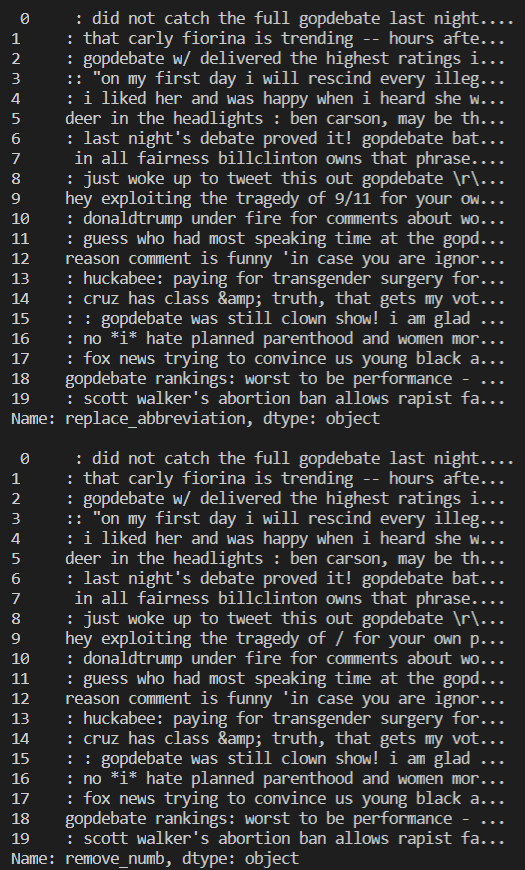 0     : did not catch the full gopdebate last night....
1     : that carly fiorina is trending -- hours afte...
2     : gopdebate w/ delivered the highest ratings i...
3     :: "on my first day i will rescind every illeg...
4     : i liked her and was happy when i heard she w...
5     deer in the headlights : ben carson, may be th...
6     : last night's debate proved it! gopdebate bat...
7      in all fairness billclinton owns that phrase....
8     : just woke up to tweet this out gopdebate \r\...
9     hey exploiting the tragedy of 9/11 for your ow...
10    : donaldtrump under fire for comments about wo...
11    : guess who had most speaking time at the gopd...
12    reason comment is funny 'in case you are ignor...
13    : huckabee: paying for transgender surgery for...
14    : cruz has class &amp; truth, that gets my vot...
15    : : gopdebate was still clown show! i am glad ...
16    : no *i* hate planned parenthood and women mor...
17    : fox news trying to convince us young black a...
18    gopdebate rankings: worst to be performance - ...
19    : scott walker's abortion ban allows rapist fa...
Name: replace_abbreviation, dtype: object
0     : did not catch the full gopdebate last night....
1     : that carly fiorina is trending -- hours afte...
2     : gopdebate w/ delivered the highest ratings i...
3     :: "on my first day i will rescind every illeg...
4     : i liked her and was happy when i heard she w...
5     deer in the headlights : ben carson, may be th...
6     : last night's debate proved it! gopdebate bat...
7      in all fairness billclinton owns that phrase....
8     : just woke up to tweet this out gopdebate \r\...
9     hey exploiting the tragedy of / for your own p...
10    : donaldtrump under fire for comments about wo...
11    : guess who had most speaking time at the gopd...
12    reason comment is funny 'in case you are ignor...
13    : huckabee: paying for transgender surgery for...
14    : cruz has class &amp; truth, that gets my vot...
15    : : gopdebate was still clown show! i am glad ...
16    : no *i* hate planned parenthood and women mor...
17    : fox news trying to convince us young black a...
18    gopdebate rankings: worst to be performance - ...
19    : scott walker's abortion ban allows rapist fa...
Name: remove_numb, dtype: object